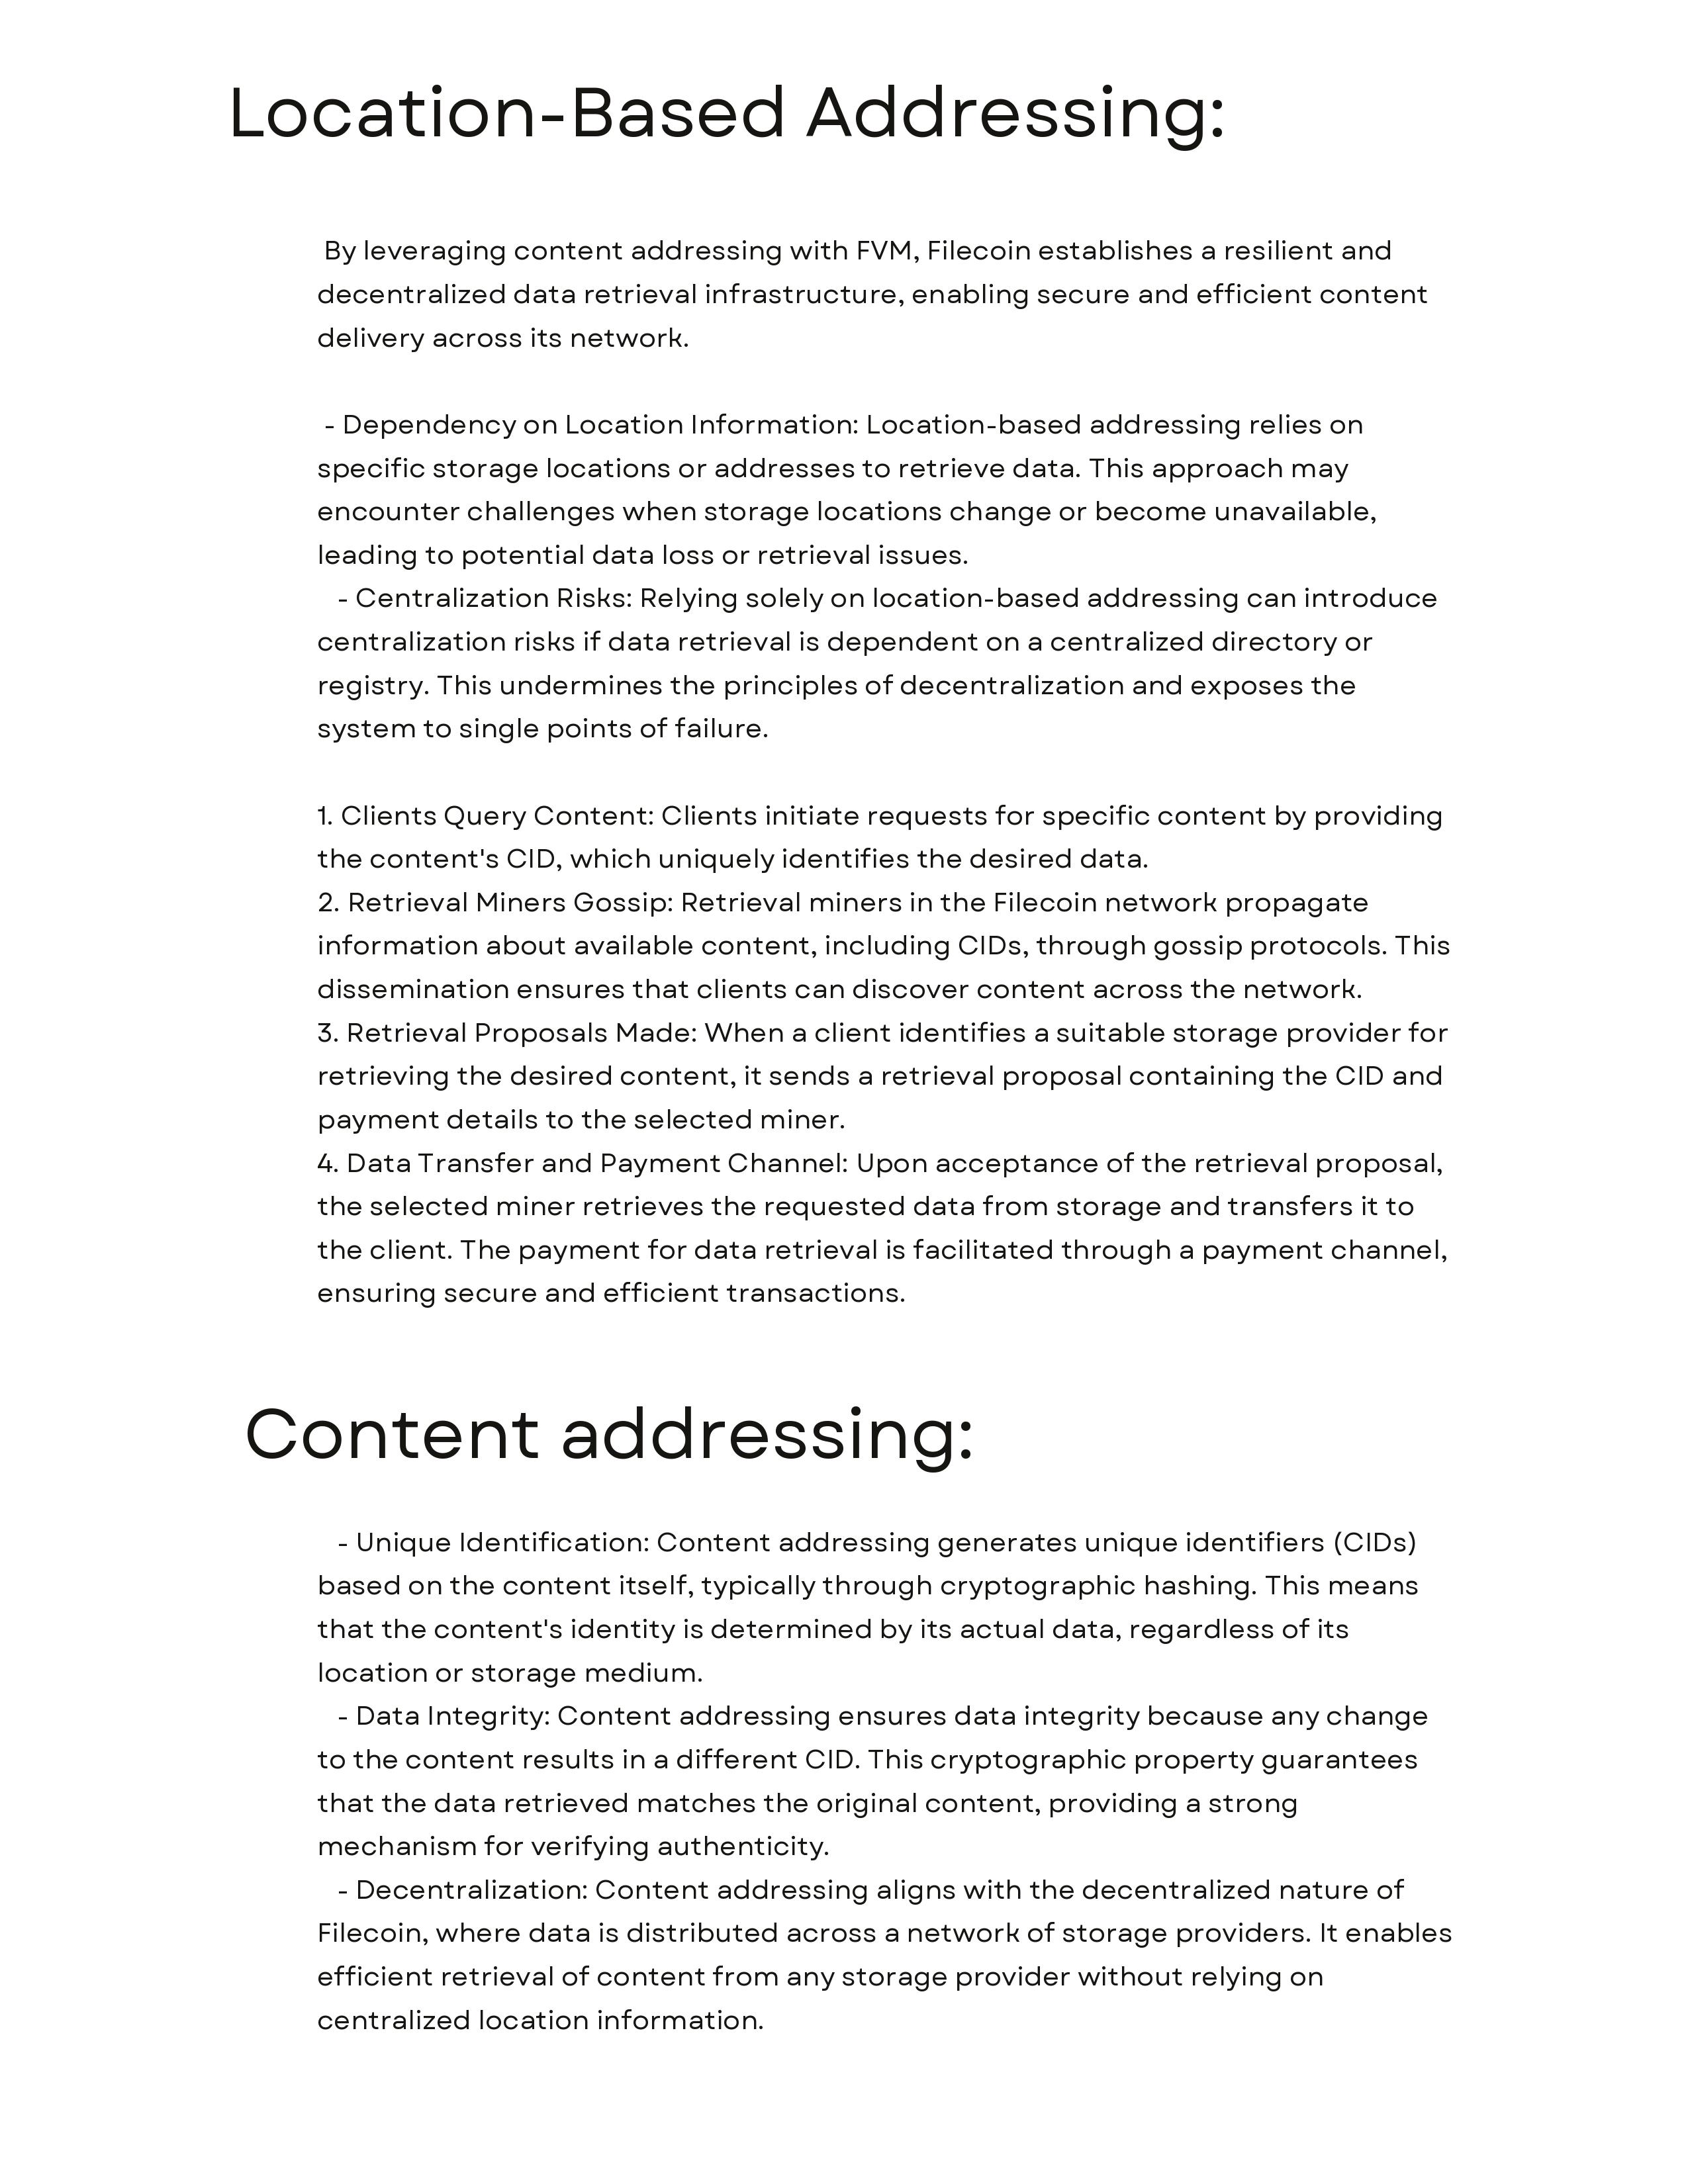 Location-Based Addressing:
By leveraging content addressing with FVM, Filecoin establishes a resilient and
decentralized data retrieval infrastructure, enabling secure and efficient content
delivery across its network.
- Dependency on Location Information: Location-based addressing relies on
specific storage locations or addresses to retrieve data. This approach may
encounter challenges when storage locations change or become unavailable,
leading to potential data loss or retrieval issues.
- Centralization Risks: Relying solely on location-based addressing can introduce
centralization risks if data retrieval is dependent on a centralized directory or
registry. This undermines the principles of decentralization and exposes the
system to single points of failure.
1. Clients Query Content: Clients initiate requests for specific content by providing
the content's CID, which uniquely identifies the desired data.
2. Retrieval Miners Gossip: Retrieval miners in the Filecoin network propagate
information about available content, including CIDs, through gossip protocols. This
dissemination ensures that clients can discover content across the network.
3. Retrieval Proposals Made: When a client identifies a suitable storage provider for
retrieving the desired content, it sends a retrieval proposal containing the CID and
payment details to the selected miner.
4. Data Transfer and Payment Channel: Upon acceptance of the retrieval proposal,
the selected miner retrieves the requested data from storage and transfers it to
the client. The payment for data retrieval is facilitated through a payment channel,
ensuring secure and efficient transactions.
Content addressing:
- Unique Identification: Content addressing generates unique identifiers (CIDs)
based on the content itself, typically through cryptographic hashing. This means
that the content's identity is determined by its actual data, regardless of its
location or storage medium.
- Data Integrity: Content addressing ensures data integrity because any change
to the content results in a different CID. This cryptographic property guarantees
that the data retrieved matches the original content, providing a strong
mechanism for verifying authenticity.
- Decentralization: Content addressing aligns with the decentralized nature of
Filecoin, where data is distributed across a network of storage providers. It enables
efficient retrieval of content from any storage provider without relying on
centralized location information.